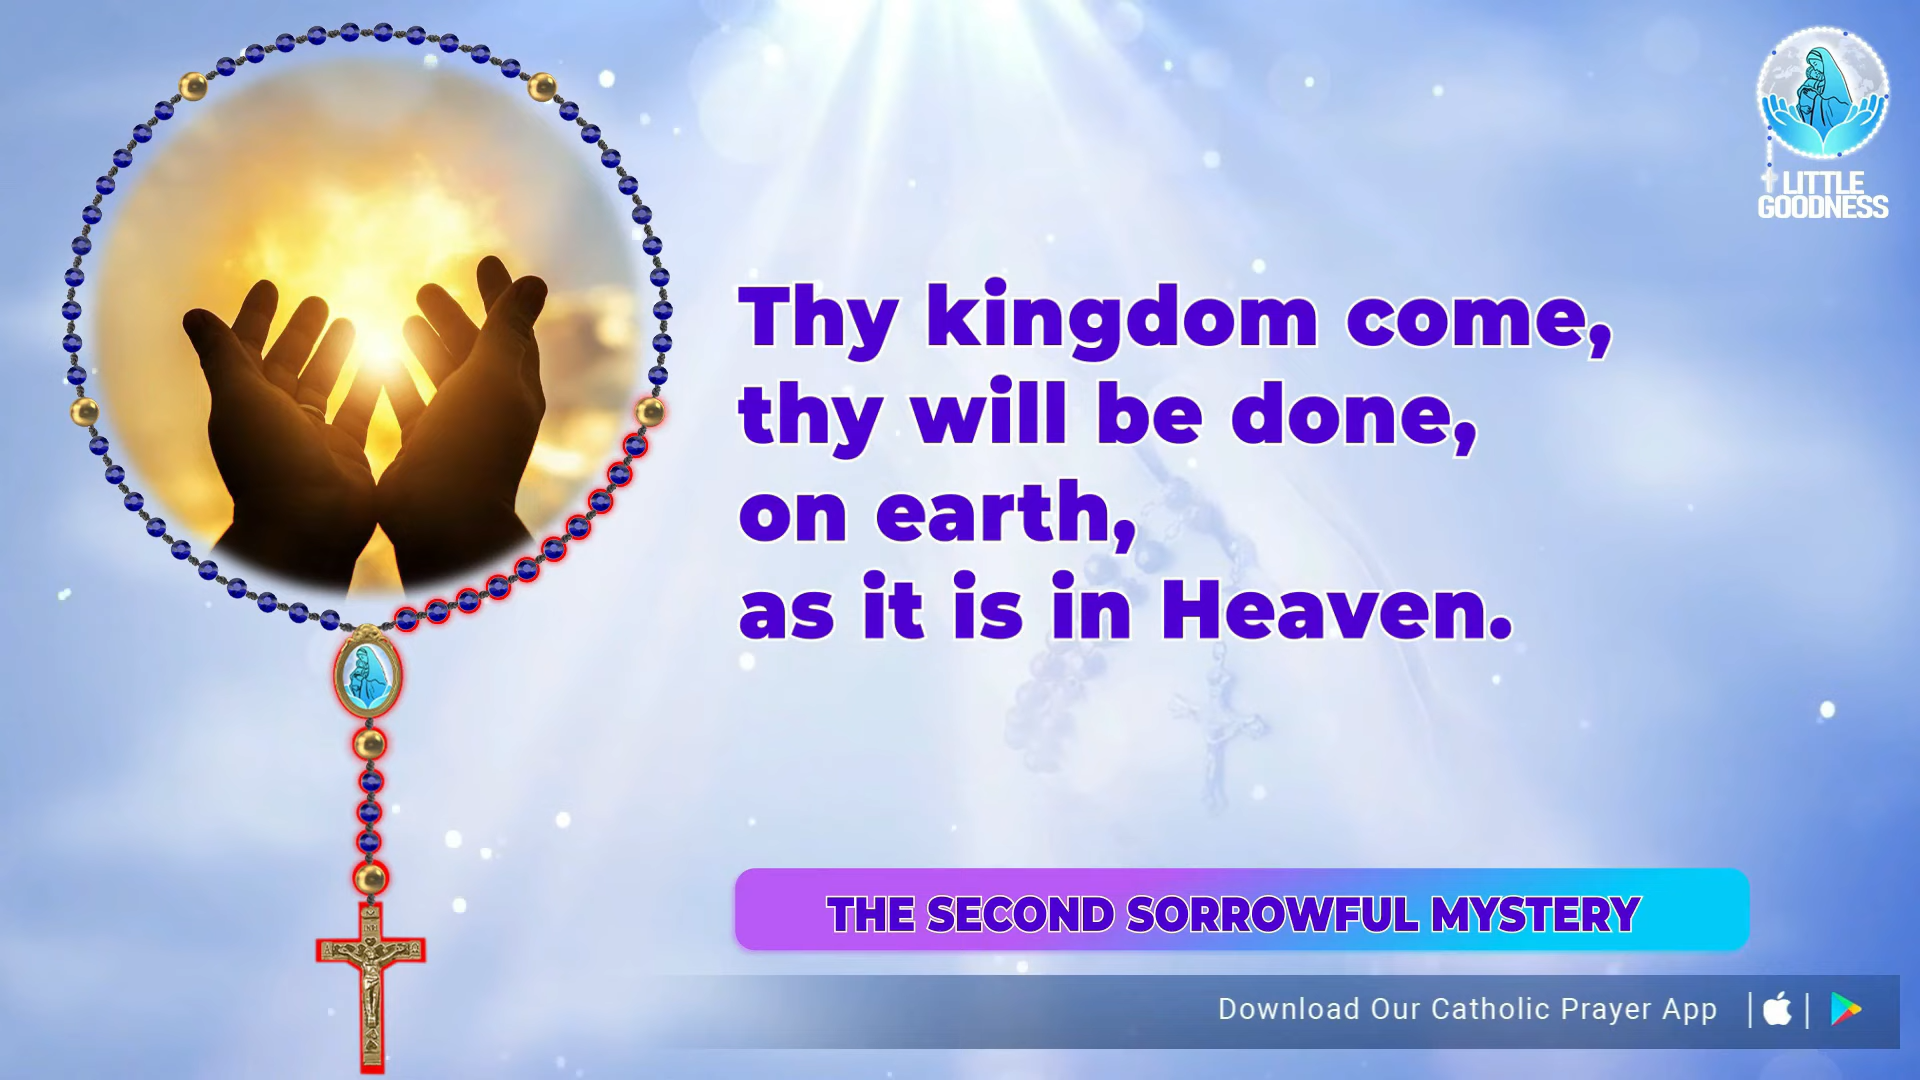 LITTLE
GOODNESS
Thy kingdom come,
thy will be done,
on earth,
as it is in Heaven.
THE SECOND SORROWFUL MYSTERY
Download Our Catholic Prayer App